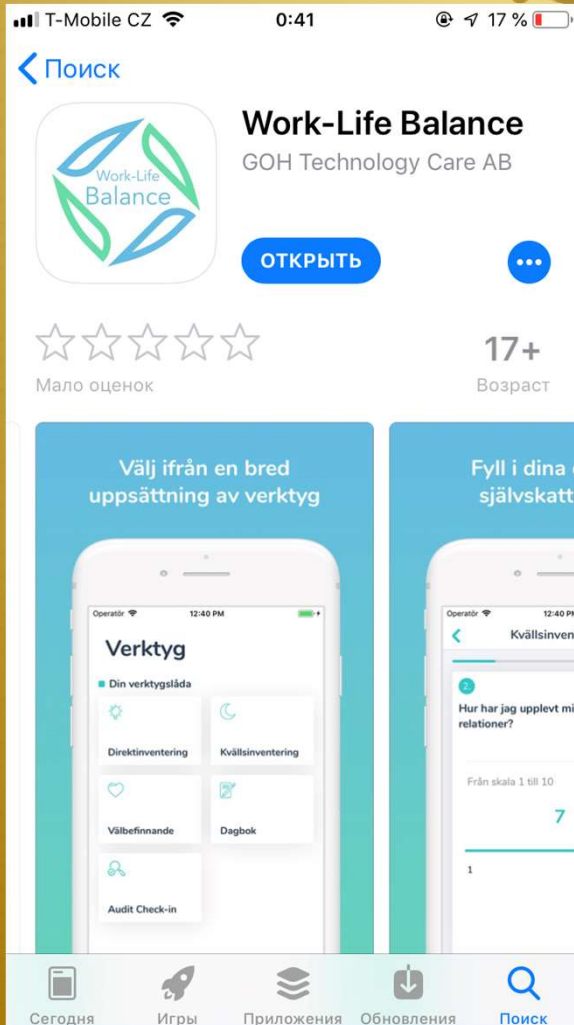 T-Mobile CZ 0:41 17 %
Поиск
Work-Life
Balance
Work-Life Balance
GOH Technology Care AB
ОТКРЫТЬ
17+
Мало оценок
Возраст
Välj ifrån en bred
uppsättning av verktyg
Operatör 12:40 PM
Verktyg
Din verktygslåda
Direktinventering
Kvällsinventering
Välbefinnande
Dagbok
Audit Check-in
Fyll i dina
självskatt
Operatör 12:40 PM
Kvällsinven
2.
Hur har jag upplevt mi
relationer?
Från skala 1 till 10
7
1
Сегодня
Игры
Приложения
Обновления
Поиск